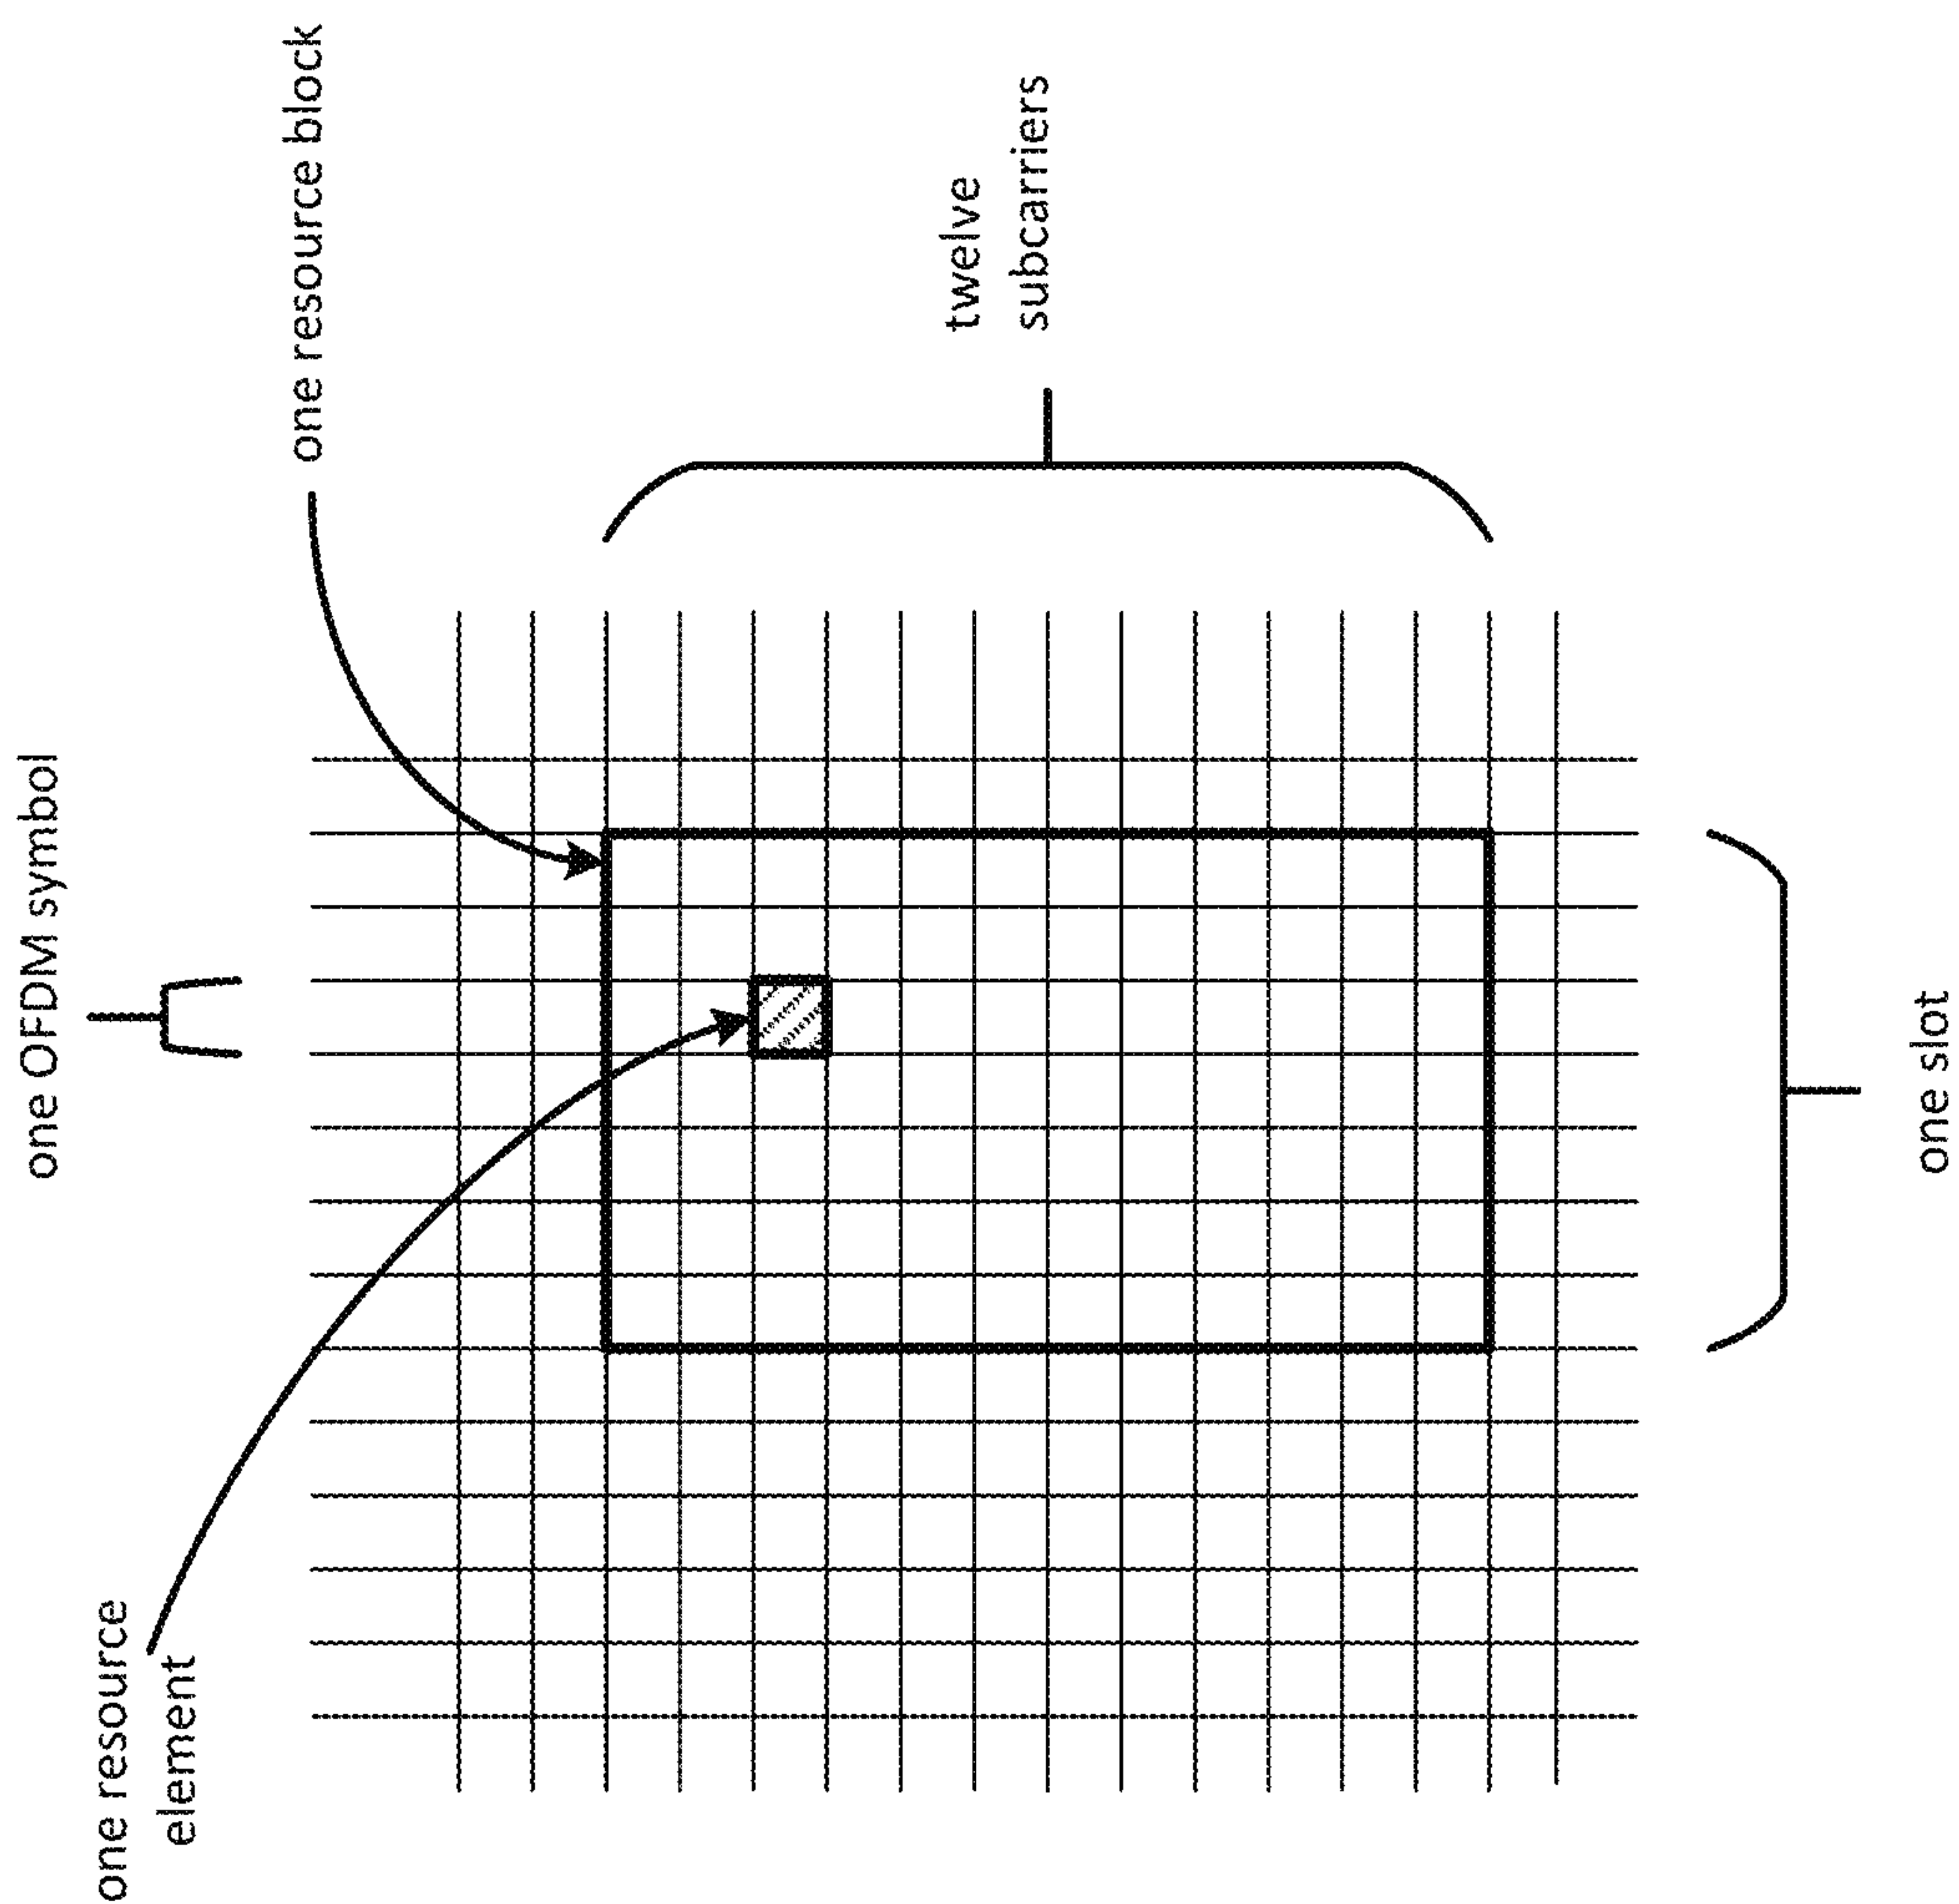 one OFDM symbol
one resource block
one resource
element
twelve
subcarriers
one slot